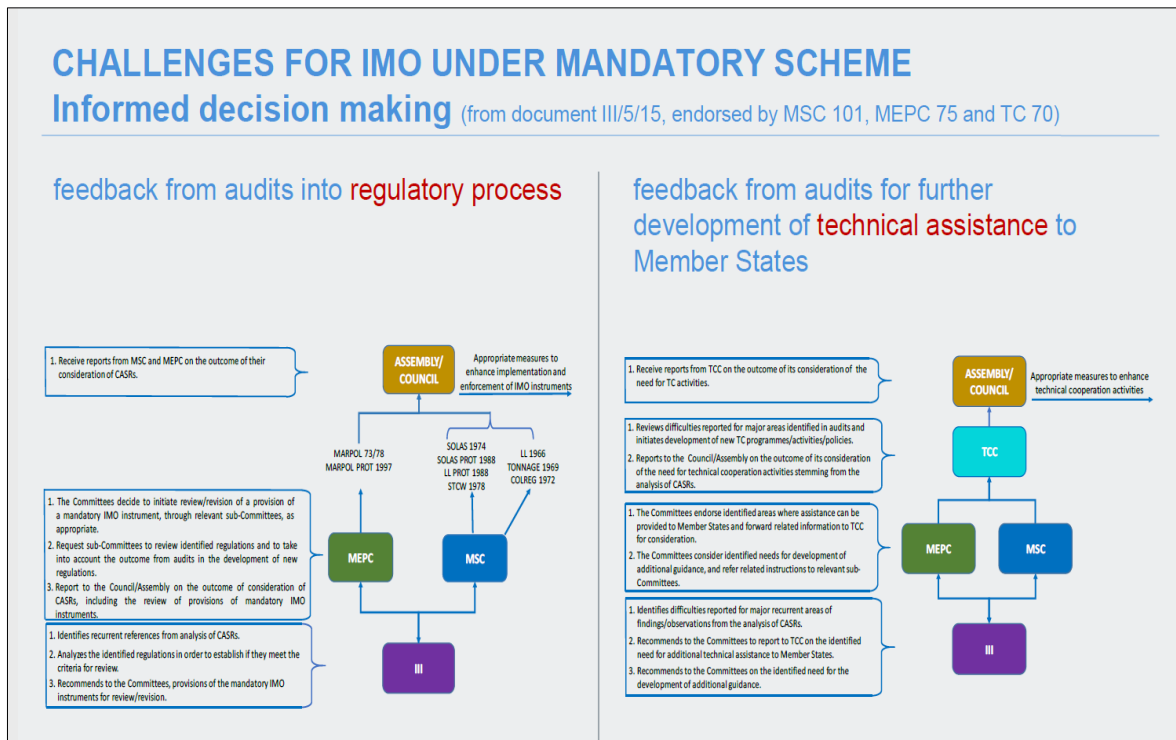 CHALLENGES FOR IMO UNDER MANDATORY SCHEME
Informed decision making (from document III/5/15, endorsed by MSC 101, MEPC 75 and TC 70)
feedback from audits into regulatory process
1. Receive reports from MSC and MEPC on the outcome of their
consideration of CASRs.
ASSEMBLY/
COUNCIL
Appropriate measures to
enhance implementation and
enforcement of IMO instruments
MARPOL 73/78
MARPOL PROT 1997
SOLAS 1974
SOLAS PROT 1988
LL PROT 1988
STCW 1978
LL 1966
TONNAGE 1969
COLREG 1972
1. The Committees decide to initiate review/revision of a provision of
a mandatory IMO instrument, through relevant sub-Committees, as
appropriate.
2. Request sub-Committees to review identified regulations and to take
into account the outcome from audits in the development of new
regulations.
3. Report to the Council/Assembly on the outcome of consideration of
CASRs, including the review of provisions of mandatory IMO
instruments.
MEPC
MSC
1. Identifies recurrent references from analysis of CASRs.
2. Analyzes the identified regulations in order to establish if they meet the
criteria for review.
3. Recommends to the Committees, provisions of the mandatory IMO
instruments for review/revision.
III
feedback from audits for further
development of technical assistance to
Member States
1. Receive reports from TCC on the outcome of its consideration of the
need for TC activities.
ASSEMBLY/
COUNCIL
Appropriate measures to enhance
technical cooperation activities
1. Reviews difficulties reported for major areas identified in audits and
initiates development of new TC programmes/activities/policies.
2. Reports to the Council/Assembly on the outcome of its consideration
of the need for technical cooperation activities stemming from the
analysis of CASRs.
TCC
1. The Committees endorse identified areas where assistance can be
provided to Member States and forward related information to TCC
for consideration.
2. The Committees consider identified needs for development of
additional guidance, and refer related instructions to relevant sub-
Committees.
MEPC
MSC
1. Identifies difficulties reported for major recurrent areas of
findings/observations from the analysis of CASRs.
2. Recommends to the Committees to report to TCC on the identified
need for additional technical assistance to Member States.
3. Recommends to the Committees on the identified need for the
development of additional guidance.
III